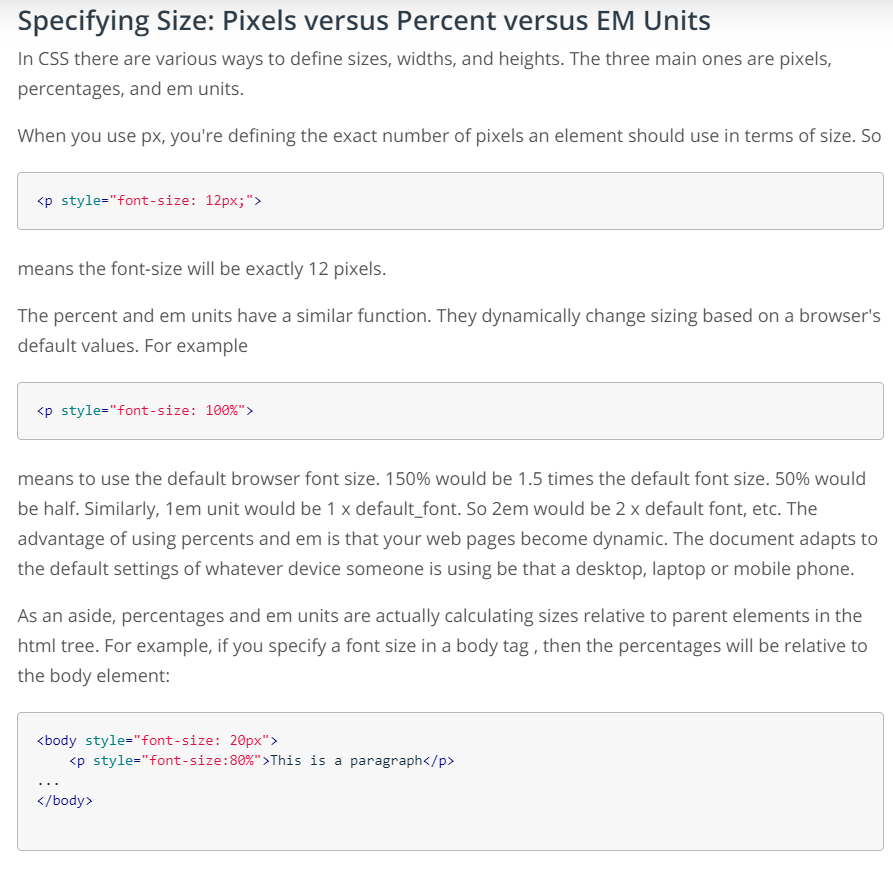 Specifying Size: Pixels versus Percent versus EM Units
In CSS there are various ways to define sizes, widths, and heights. The three main ones are pixels,
percentages, and em units.
When you use px, you're defining the exact number of pixels an element should use in terms of size. So
<p style="font-size: 12px;">
means the font-size will be exactly 12 pixels.
The percent and em units have a similar function. They dynamically change sizing based on a browser's
default values. For example
<p style="font-size: 100%">
means to use the default browser font size. 150% would be 1.5 times the default font size. 50% would
be half. Similarly, 1em unit would be 1 x default_font. So 2em would be 2 x default font, etc. The
advantage of using percents and em is that your web pages become dynamic. The document adapts to
the default settings of whatever device someone is using be that a desktop, laptop or mobile phone.
As an aside, percentages and em units are actually calculating sizes relative to parent elements in the
html tree. For example, if you specify a font size in a body tag , then the percentages will be relative to
the body element:
<body style="font-size: 20px">
    <p style="font-size:80%">This is a paragraph</p>
...
</body>